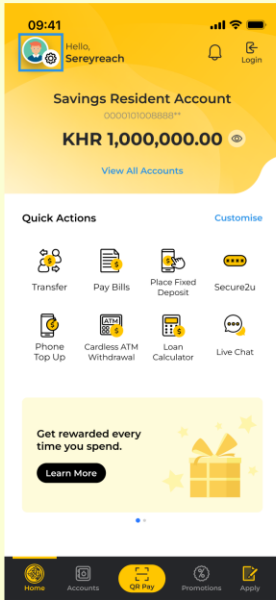 09:41
Hello,
Sereyreach
Login
Savings Resident Account
0000101008888**
KHR 1,000,000.00
View All Accounts
Quick Actions
Customise
Transfer
Pay Bills
Place Fixed
Deposit
Secure2u
Phone
Top Up
ATM
Cardless ATM
Withdrawal
Loan
Calculator
Live Chat
Get rewarded every
time you spend.
Learn More
Home
Accounts
QR Pay
Promotions
Apply